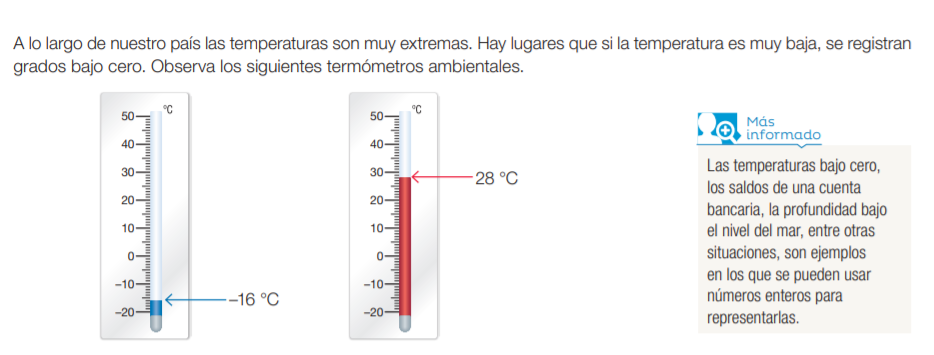 A lo largo de nuestro país las temperaturas son muy extremas. Hay lugares que si la temperatura es muy baja, se registran
grados bajo cero. Observa los siguientes termómetros ambientales.
°C
50
40
30
20
10
0
–10
–20
–16 °C
°C
50
40
30
20
10
0
–10
–20
28 °C
Más
informado
Las temperaturas bajo cero,
los saldos de una cuenta
bancaria, la profundidad bajo
el nivel del mar, entre otras
situaciones, son ejemplos
en los que se pueden usar
números enteros para
representarlas.